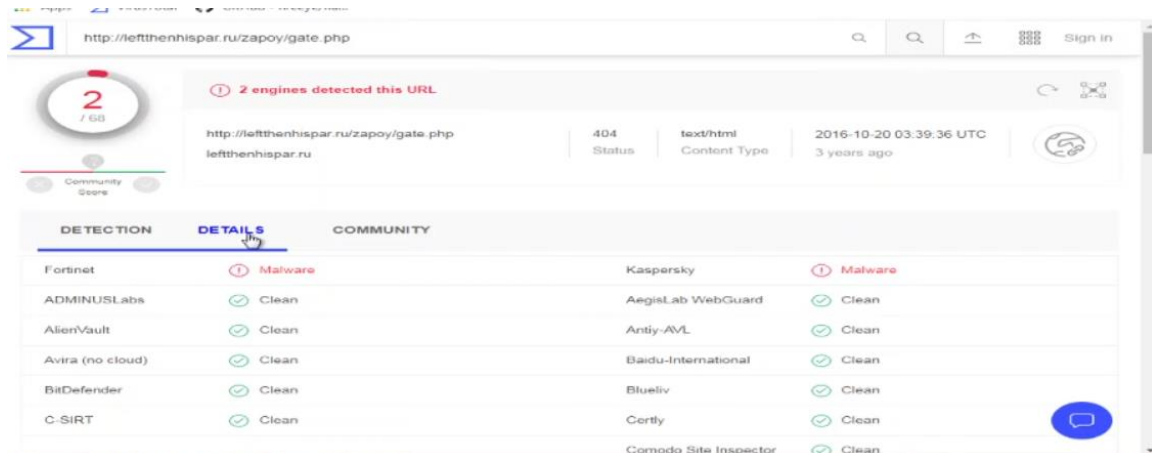 Apps
http://leftthenhispar.ru/zapoy/gate.php Sign in
2 2 engines detected this URL
/ 68
http://leftthenhispar.ru/zapoy/gate.php 404 text/html 2016-10-20 03:39:36 UTC
leftthenhispar.ru Status Content Type 3 years ago
Community
Score
DETECTION DETAILS COMMUNITY
Fortinet Malware Kaspersky Malware
ADMINUSLabs Clean AegisLab WebGuard Clean
AlienVault Clean Antiy-AVL Clean
Avira (no cloud) Clean Baidu-International Clean
BitDefender Clean Blueliv Clean
C-SIRT Clean Certly Clean
Comodo Site Inspector Clean